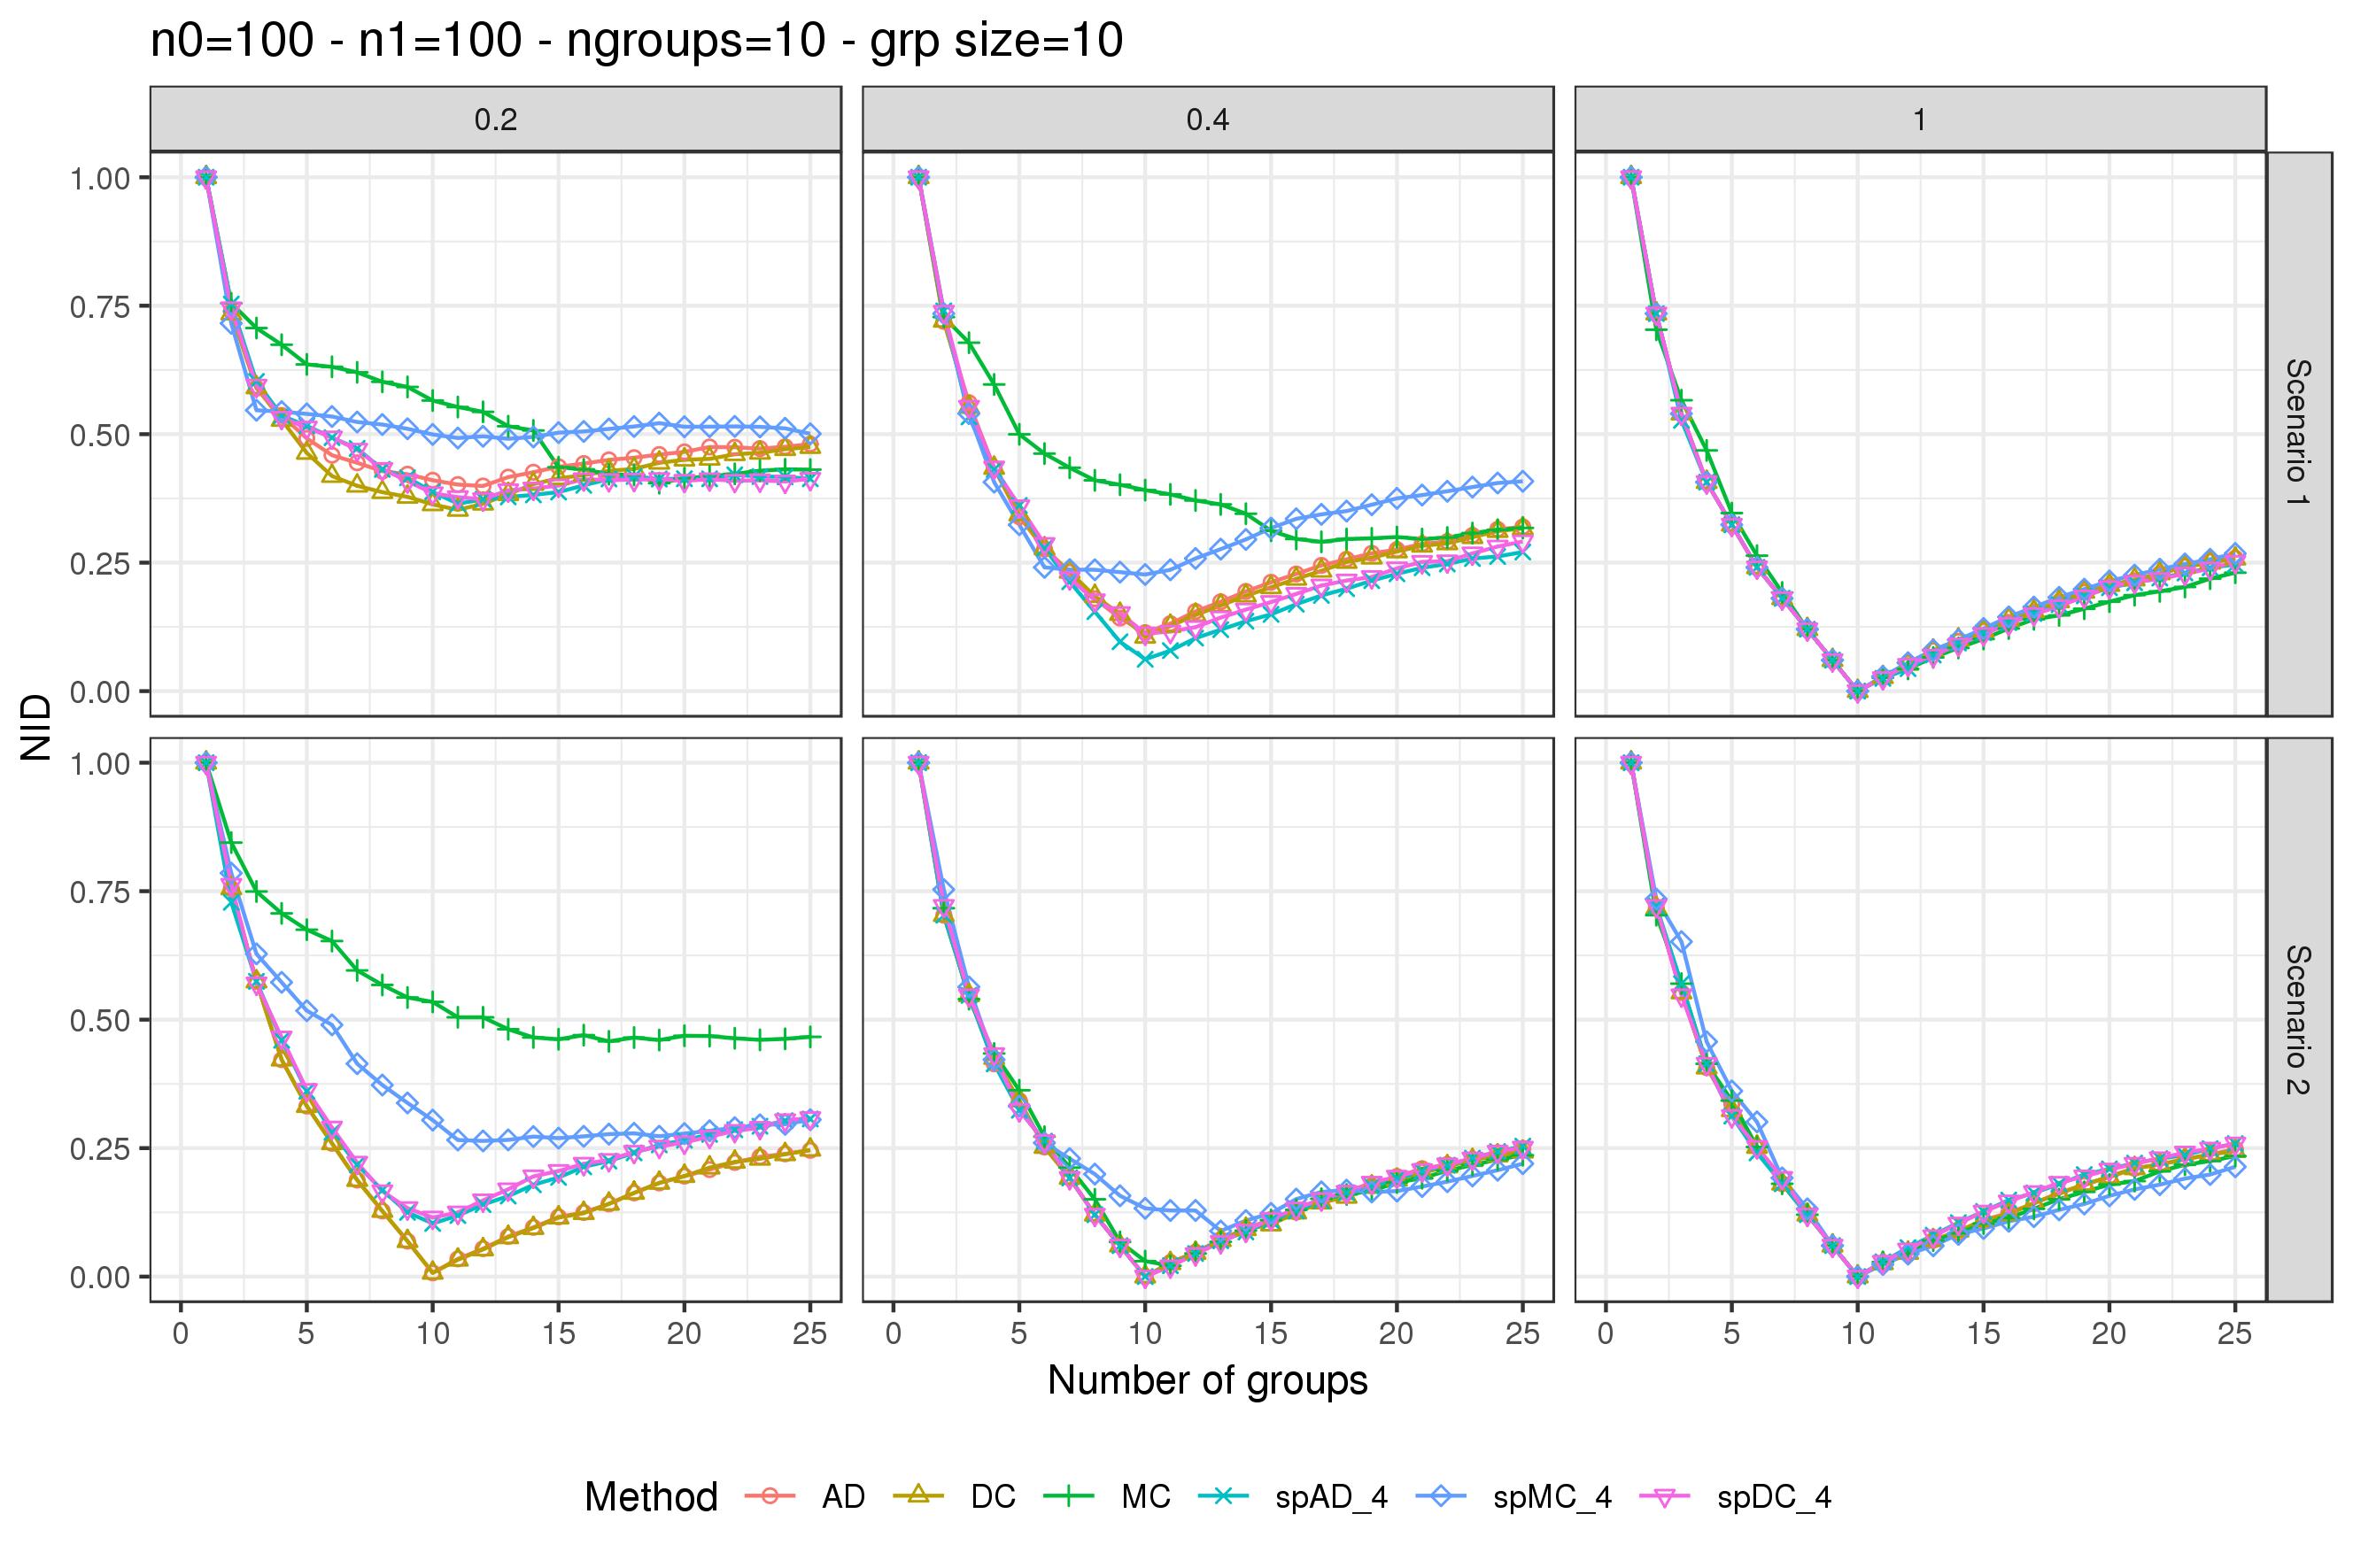 n0=100 - n1=100 - ngroups=10 - grp size=10
0.2 0.4 1
1.00
0.75
0.50
0.25
0.00
Scenario 1
NID
1.00
0.75
0.50
0.25
0.00
Scenario 2
0 5 10 15 20 25 0 5 10 15 20 25 0 5 10 15 20 25
Number of groups
Method AD DC MC spAD_4 spMC_4 spDC_4